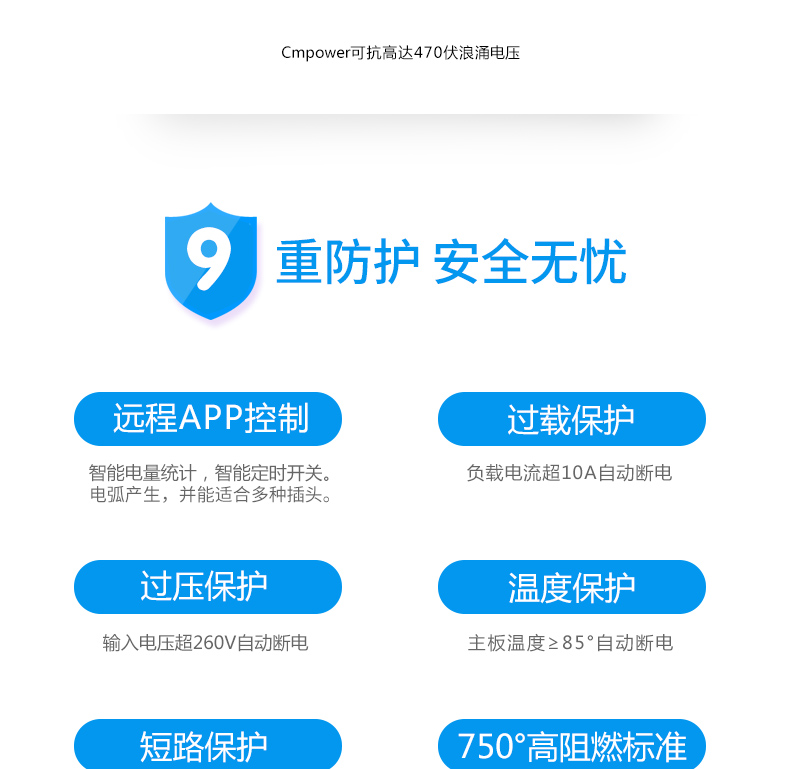 Cmpower可抗高达470伏浪涌电压
9 重防护 安全无忧
远程APP控制
过载保护
智能电量统计，智能定时开关。
电弧产生，并能适合多种插头。
负载电流超10A自动断电
过压保护
温度保护
输入电压超260V自动断电
主板温度≥85°自动断电
短路保护
750°高阻燃标准